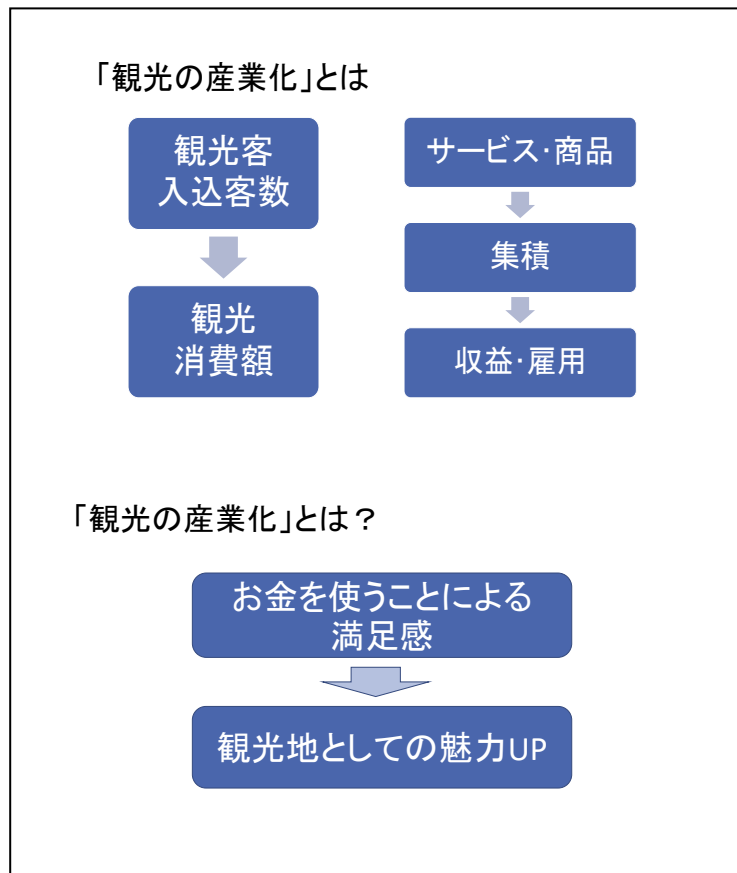 「観光の産業化」とは
観光客
入込客数
観光
消費額
サービス・商品
集積
収益・雇用
「観光の産業化」とは？
お金を使うことによる
満足感
観光地としての魅力UP